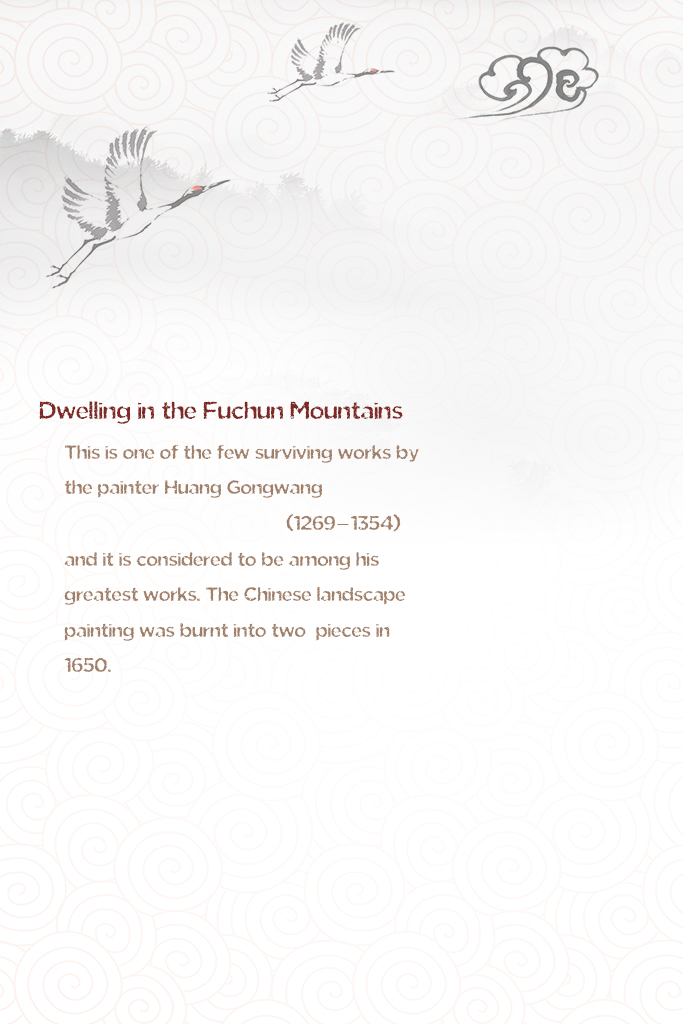 Dwelling in the Fuchun Mountains
This is one of the few surviving works by
the painter Huang Gongwang
(1269–1354)
and it is considered to be among his
greatest works. The Chinese landscape
painting was burnt into two pieces in
1650.